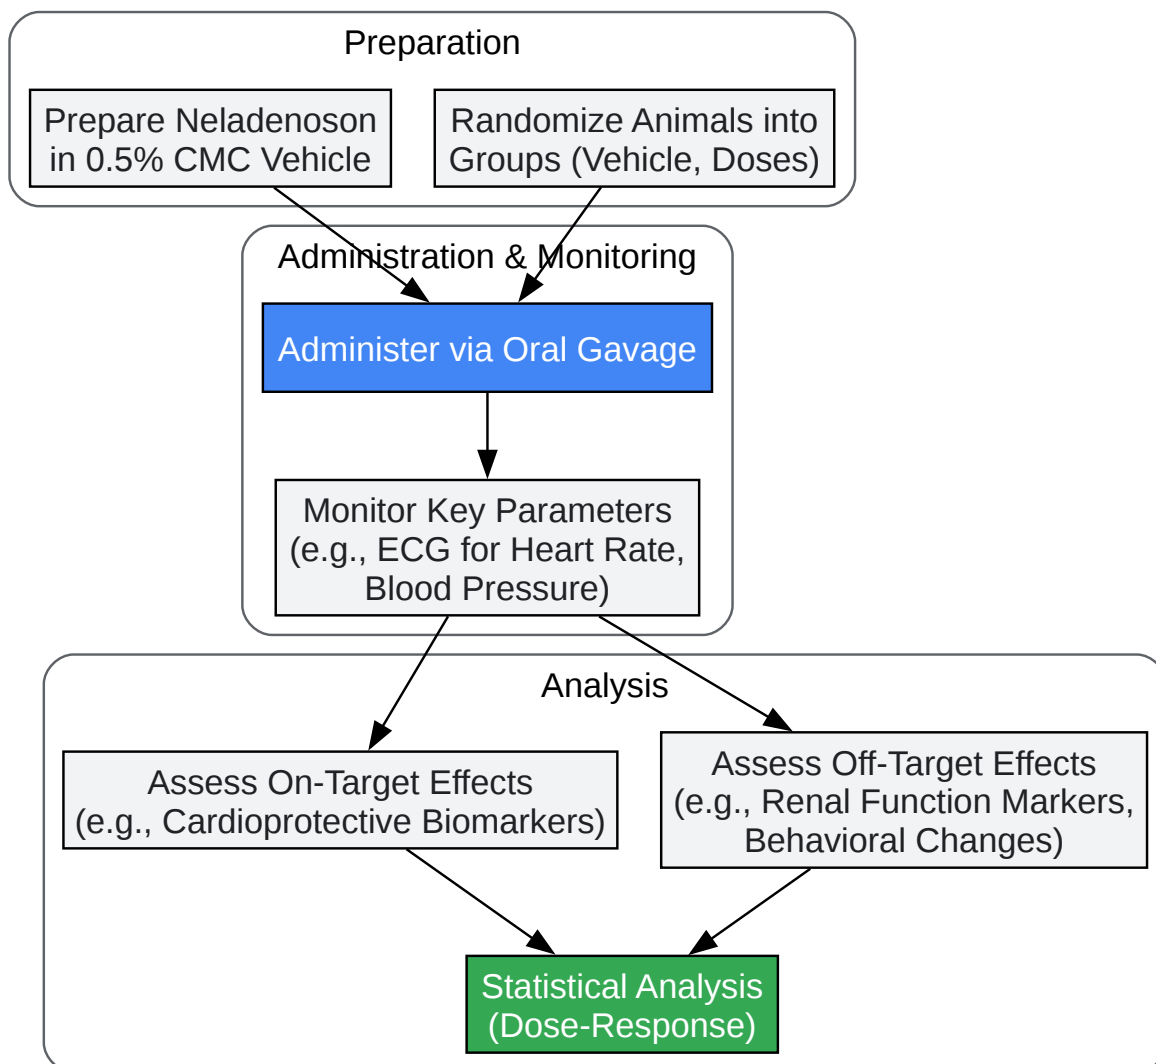 Preparation
Prepare Neladenoson
in 0.5% CMC Vehicle
Randomize Animals into
Groups (Vehicle, Doses)
Administration & Monitoring
Administer via Oral Gavage
Monitor Key Parameters
(e.g., ECG for Heart Rate,
Blood Pressure)
Analysis
Assess On-Target Effects
(e.g., Cardioprotective Biomarkers)
Assess Off-Target Effects
(e.g., Renal Function Markers,
Behavioral Changes)
Statistical Analysis
(Dose-Response)